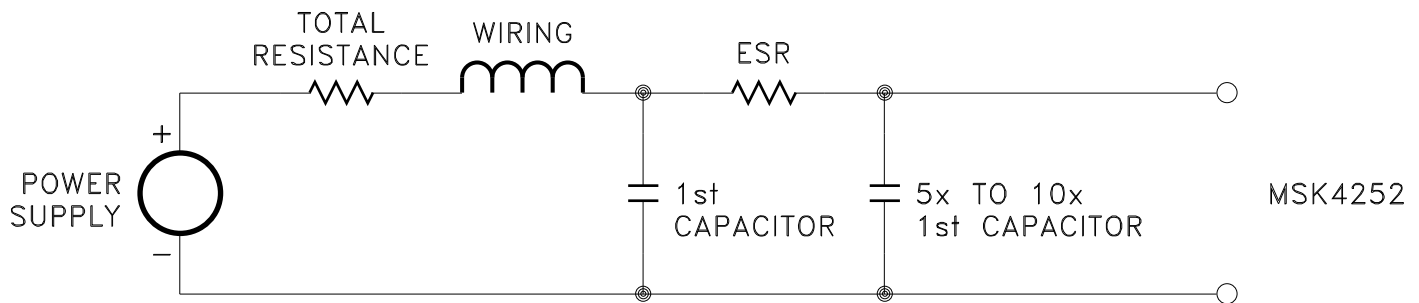 TOTAL
RESISTANCE
WIRING
ESR
+
POWER
SUPPLY
−
1st
CAPACITOR
5x TO 10x
1st CAPACITOR
MSK4252